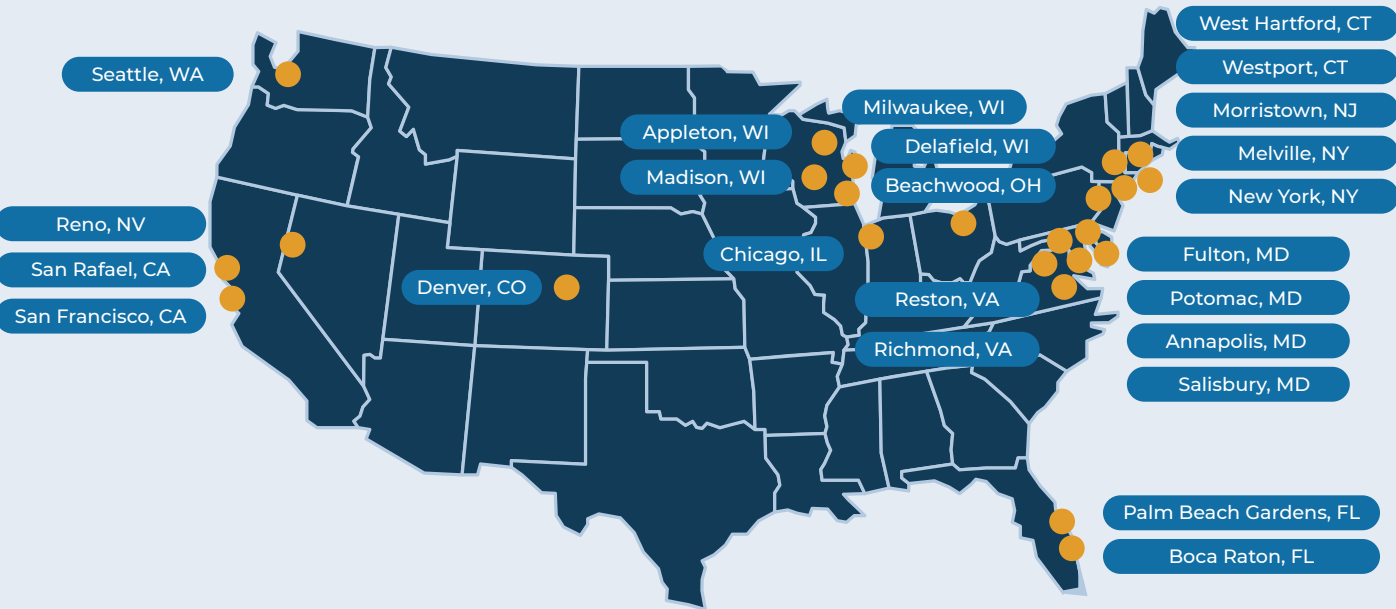 Seattle, WA
Reno, NV
San Rafael, CA
San Francisco, CA
Denver, CO
Appleton, WI
Madison, WI
Milwaukee, WI
Delafield, WI
Beachwood, OH
Chicago, IL
Reston, VA
Richmond, VA
West Hartford, CT
Westport, CT
Morristown, NJ
Melville, NY
New York, NY
Fulton, MD
Potomac, MD
Annapolis, MD
Salisbury, MD
Palm Beach Gardens, FL
Boca Raton, FL